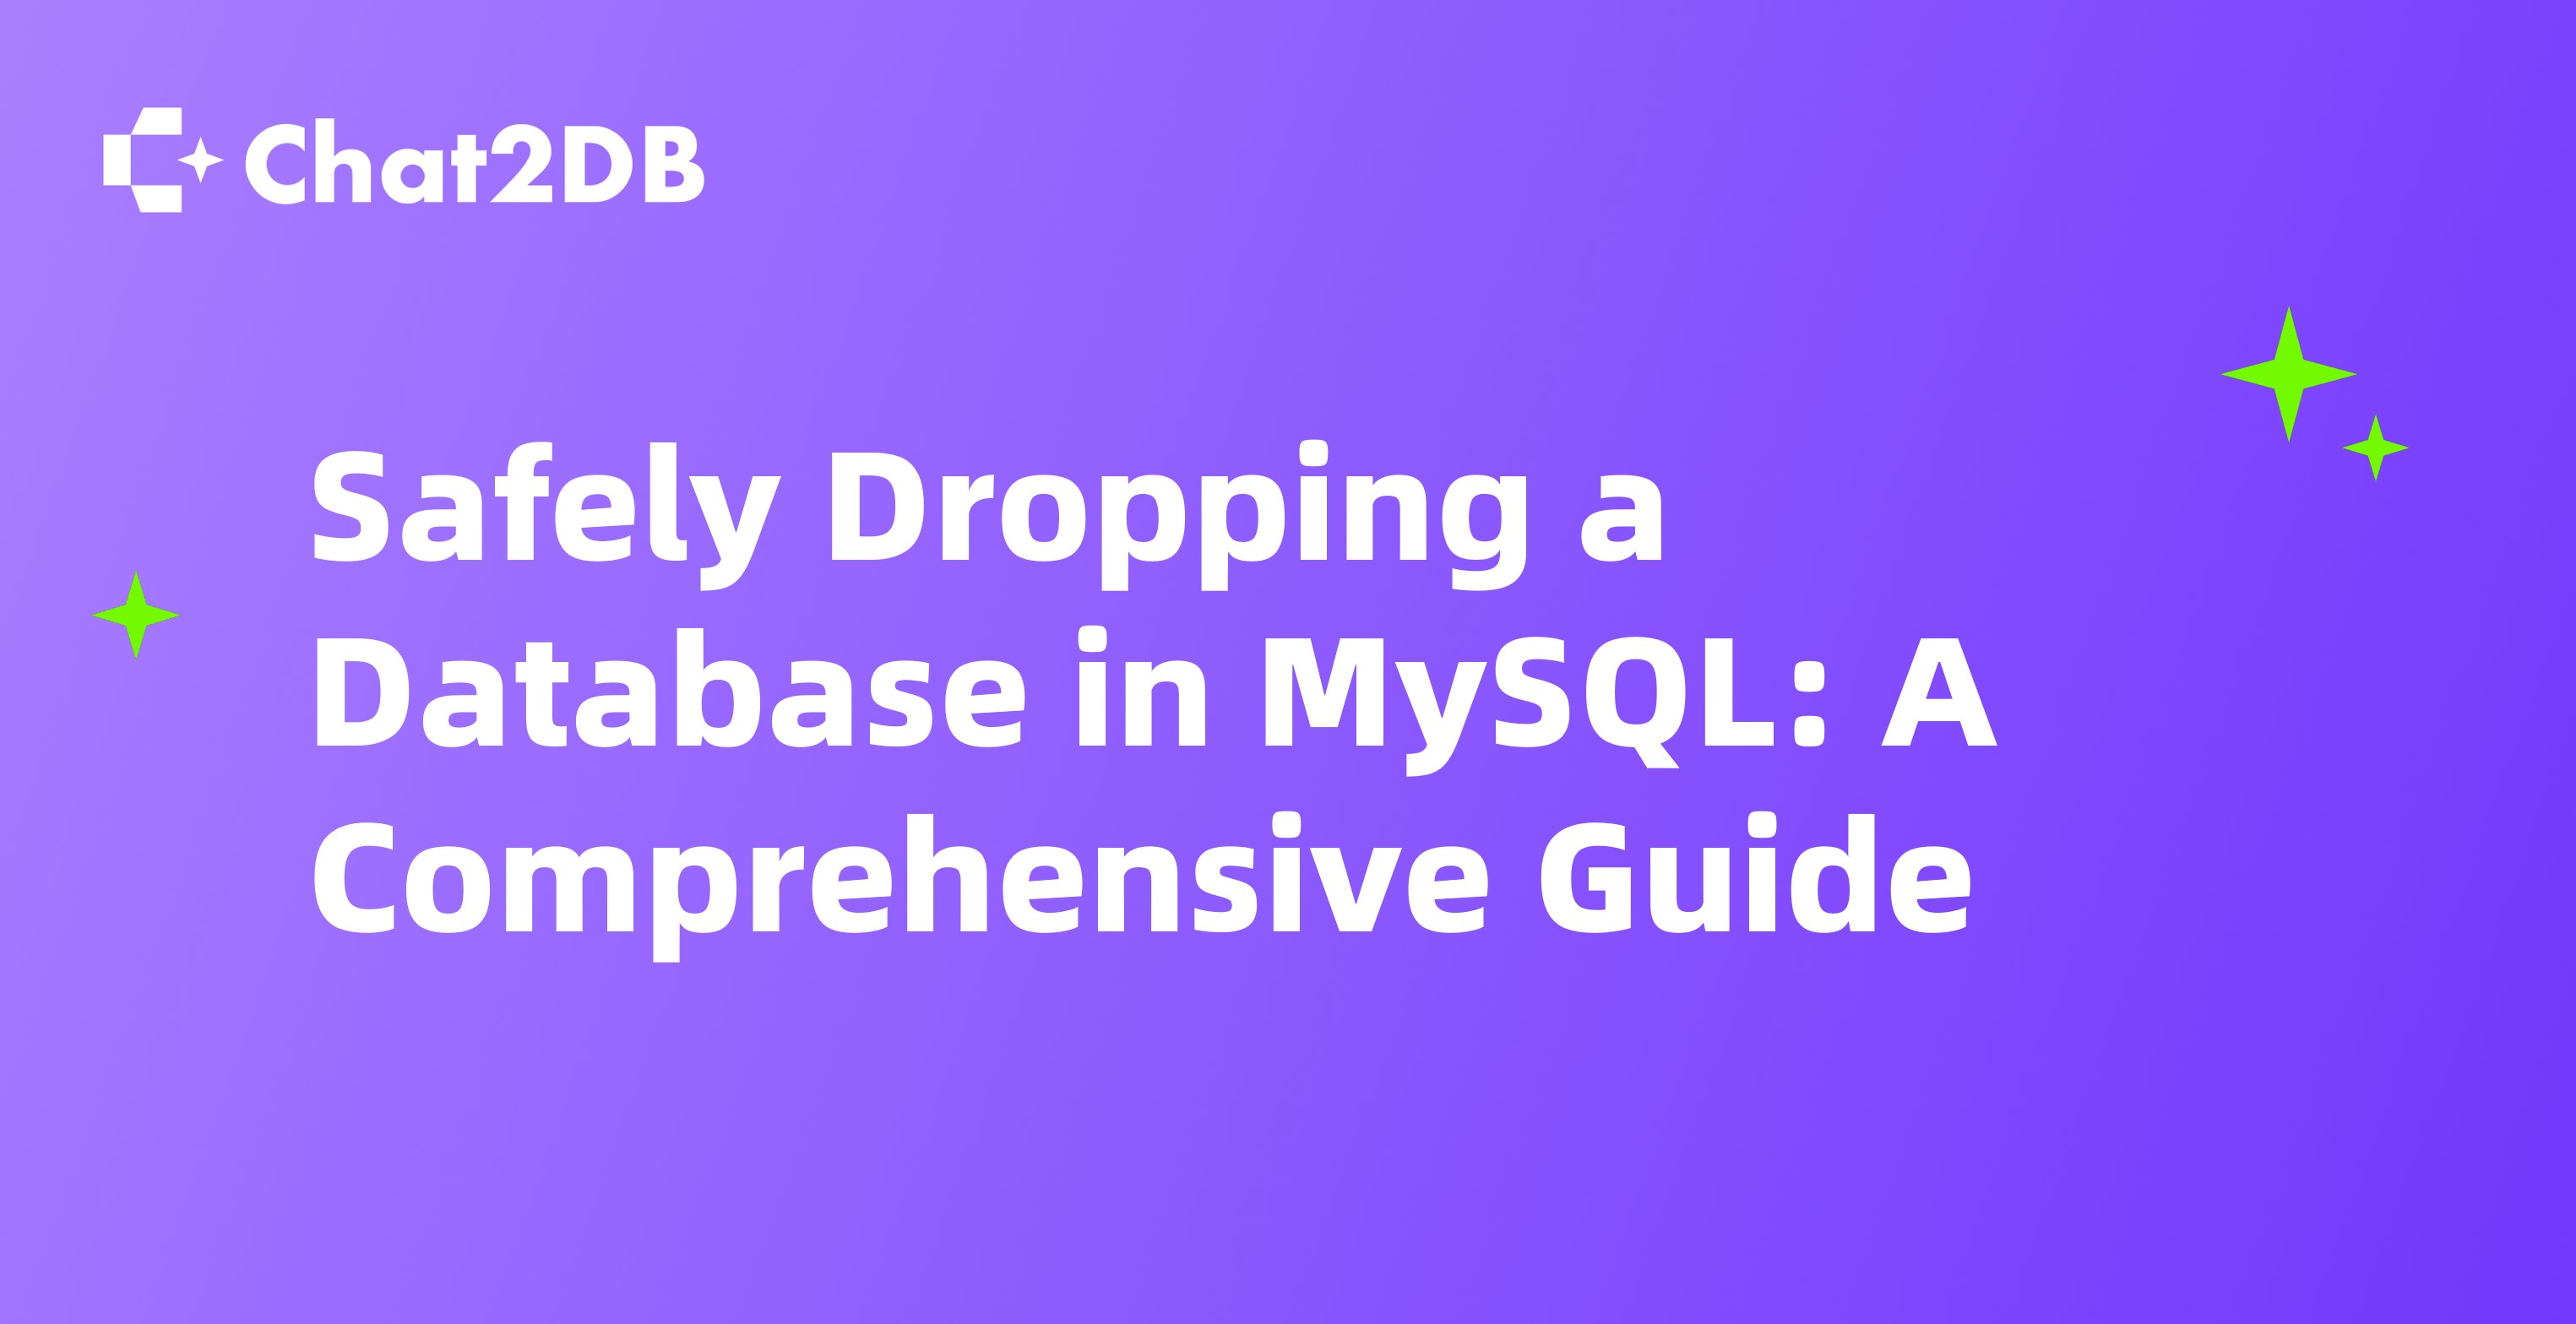 Chat2DB
Safely Dropping a
Database in MySQL: A
Comprehensive Guide